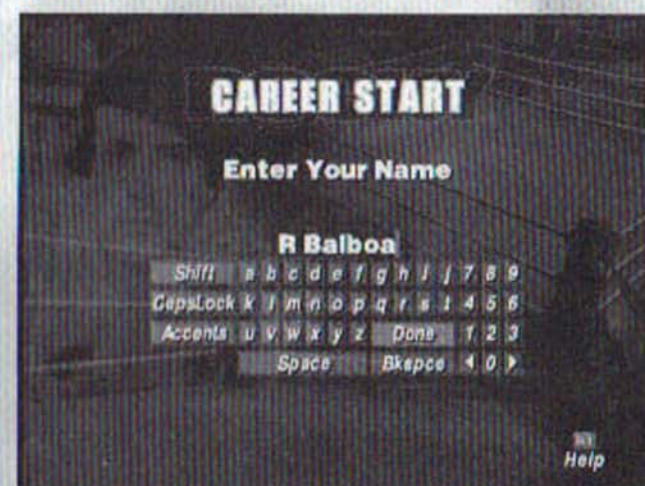 CAREER START
Enter Your Name
R Balboa
Shift a b c d e f g h i j 7 8 9
CapsLock k l m n o p q r s t 4 5 6
Accents u v w x y z Done 1 2 3
Space Bkspce 0
Help